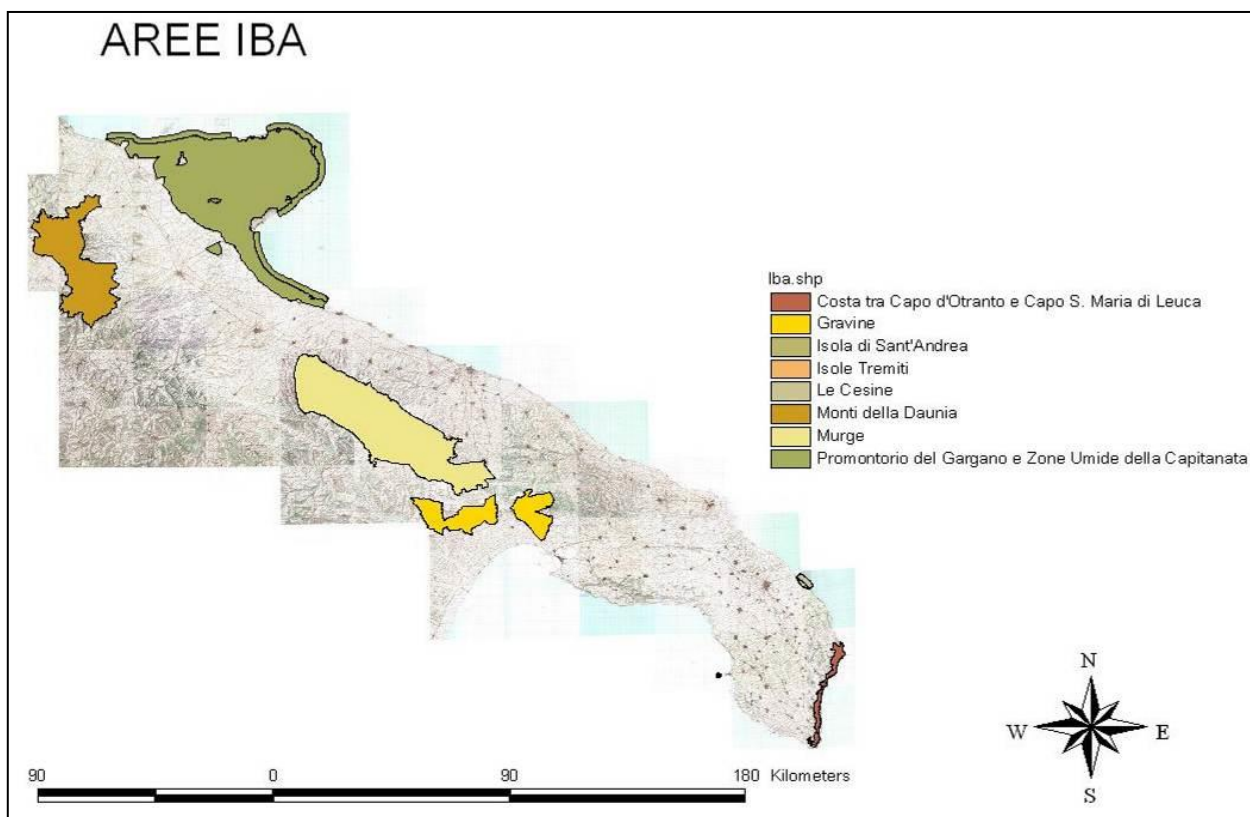 AREE IBA
Iba.shp
Costa tra Capo d'Otranto e Capo S. Maria di Leuca
Gravine
Isola di Sant'Andrea
Isole Tremiti
Le Cesine
Monti della Daunia
Murge
Promontorio del Gargano e Zone Umide della Capitanata
N
W E
S
90 0 90 180 Kilometers